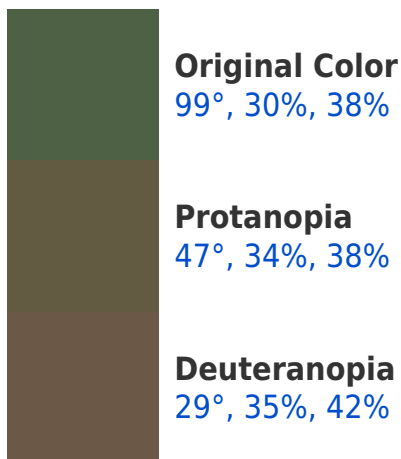 Original Color
99°, 30%, 38%
Protanopia
47°, 34%, 38%
Deuteranopia
29°, 35%, 42%